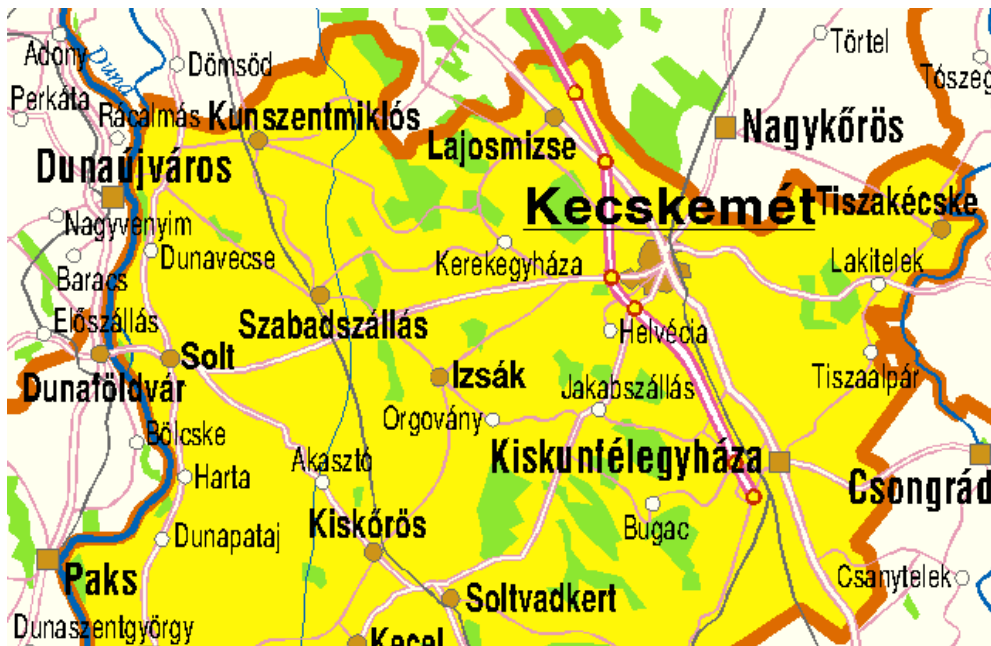 Adony
Duna
Dömsöd
Törtel
Tószeg
Perkáta
Rácalmás
Kunszentmiklós
Lajosmizse
Nagykőrös
Dunaújváros
Kecskemét
Tiszakécske
Nagyvenyim
Dunavecse
Kerekegyháza
Lakitelek
Baracs
Előszállás
Szabadszállás
Helvécia
Solt
Izsák
Jakabszállás
Tiszaalpár
Dunaföldvár
Orgovány
Bölcske
Akasztó
Kiskunfélegyháza
Harta
Csongrád
Kiskőrös
Bugac
Dunapataj
Paks
Csanytelek
Soltvadkert
Dunaszentgyörgy
Kecel